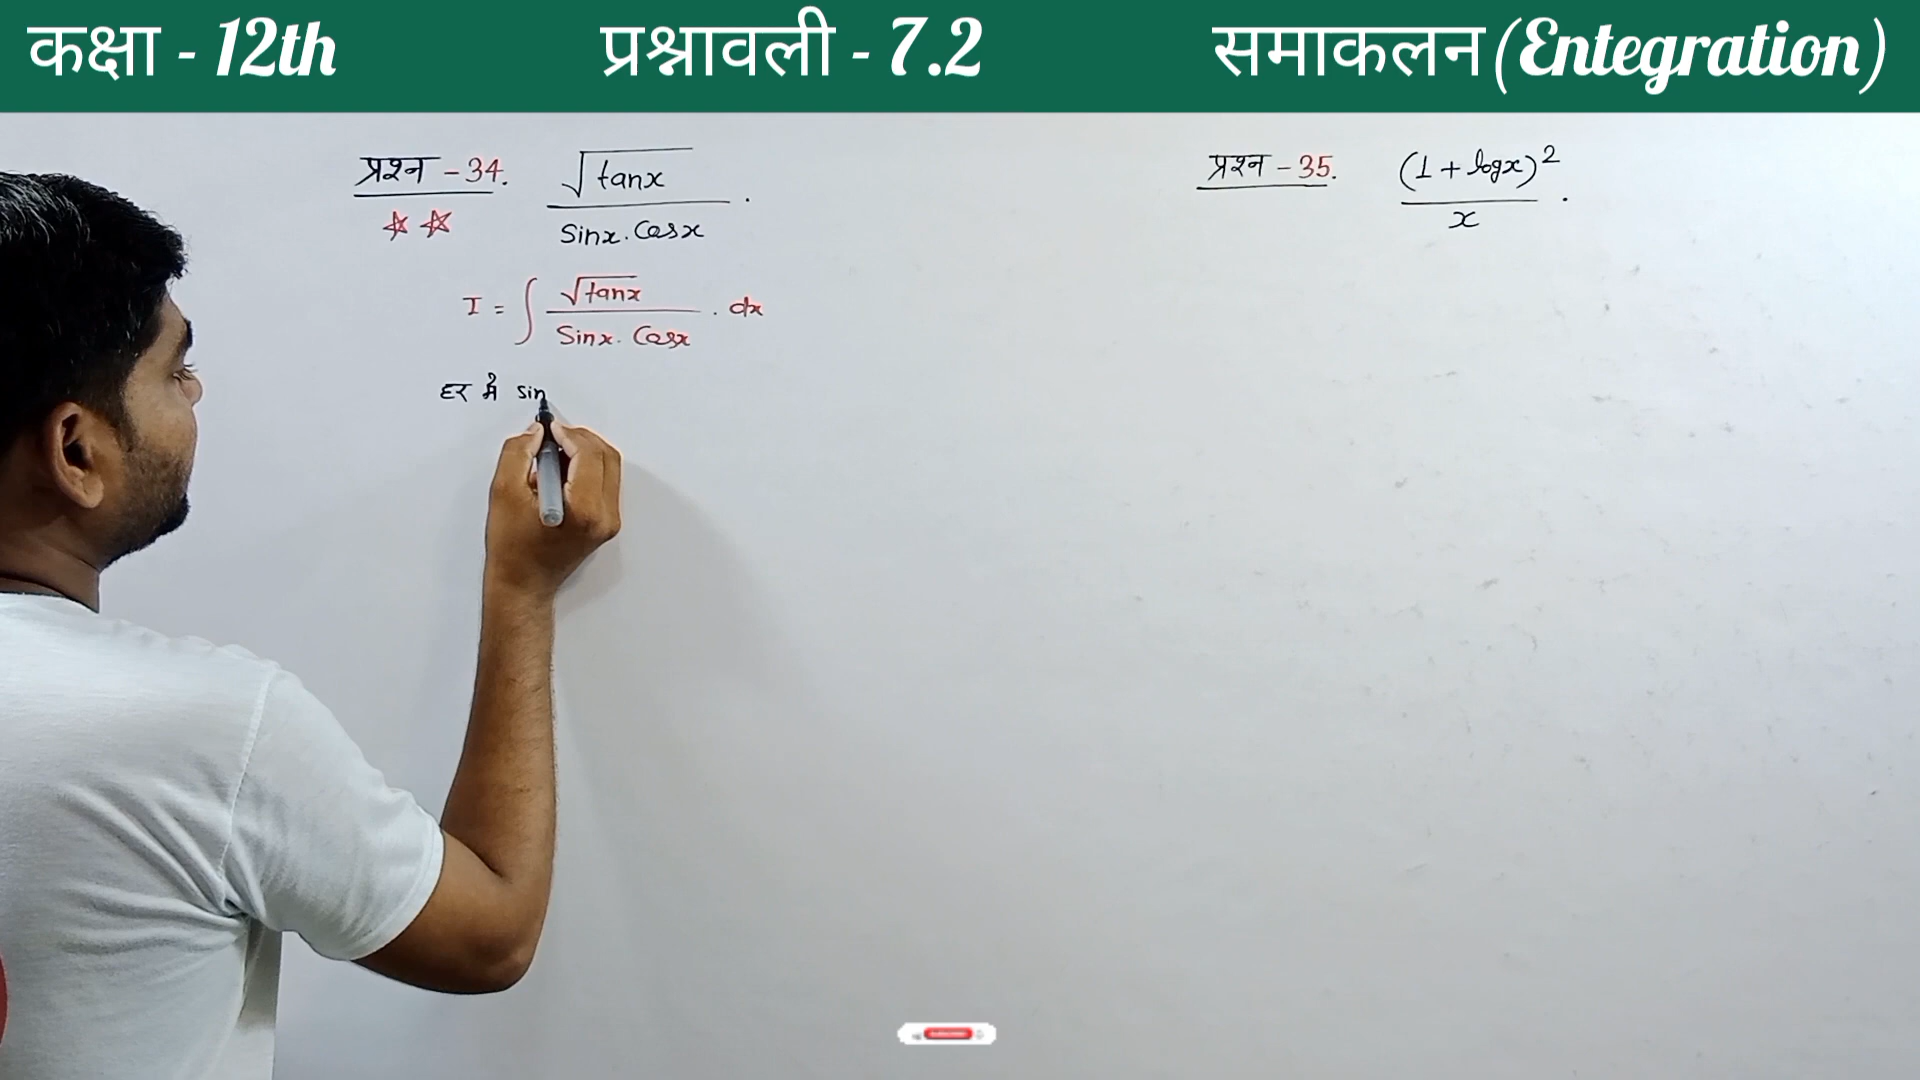 कक्षा - 12th प्रश्नावली - 7.2 समाकलन (Entegration)
प्रश्न - 34. √tanx / Sinx . Cosx .
☆ ☆
I = ∫ √tanx / Sinx . Cosx . dx
हर में sin
प्रश्न - 35. (1 + logx)² / x .